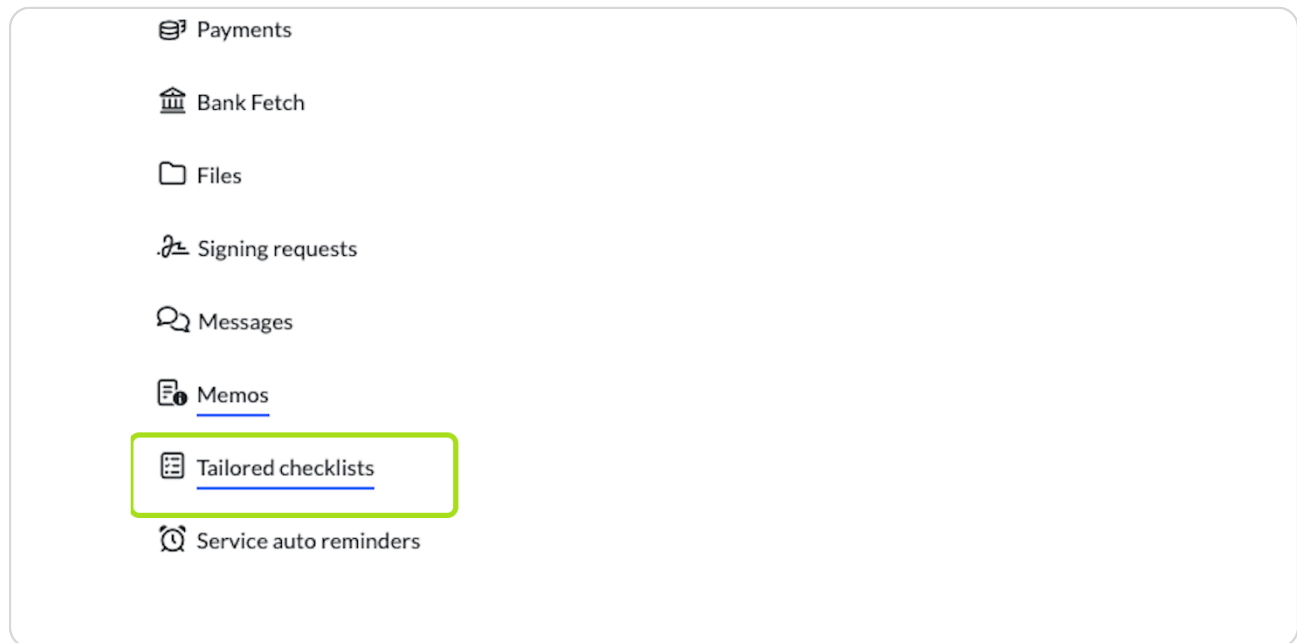 Payments
Bank Fetch
Files
Signing requests
Messages
Memos
Tailored checklists
Service auto reminders